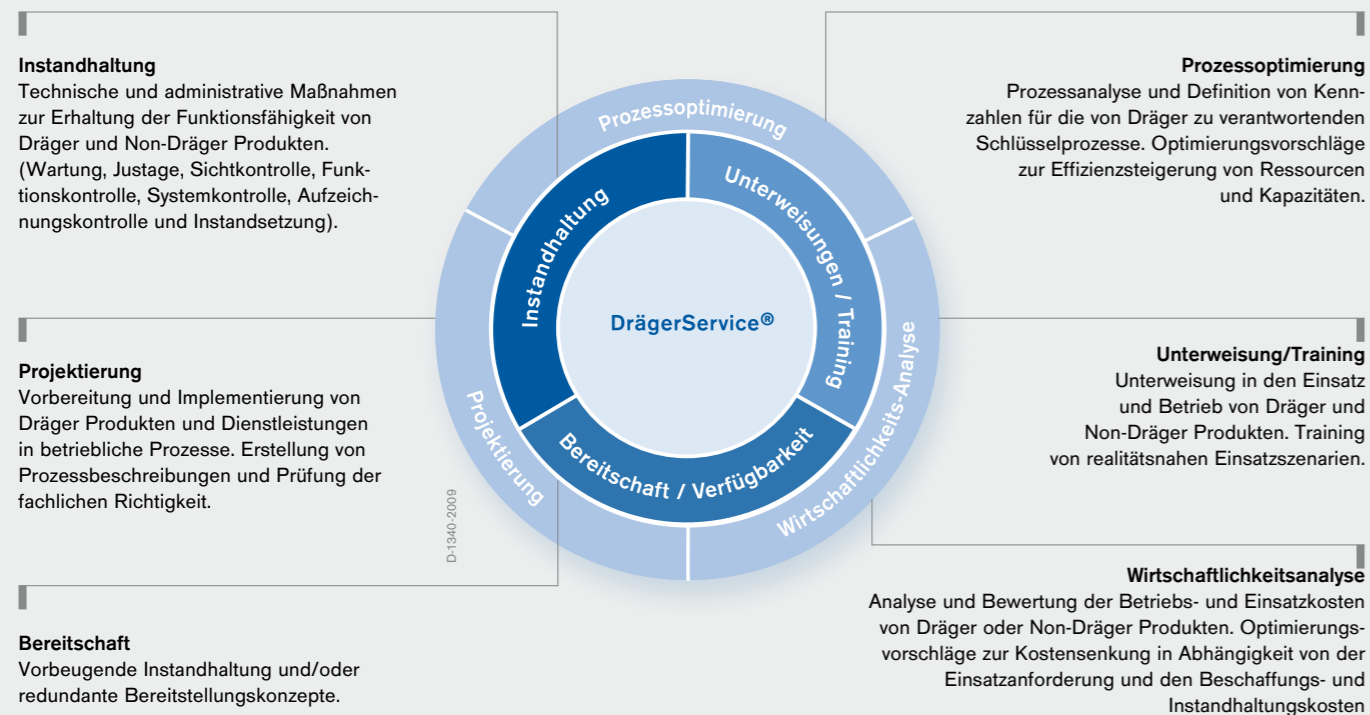 Instandhaltung
Technische und administrative Maßnahmen
zur Erhaltung der Funktionsfähigkeit von
Dräger und Non-Dräger Produkten.
(Wartung, Justage, Sichtkontrolle, Funk-
tionskontrolle, Systemkontrolle, Aufzeich-
nungskontrolle und Instandsetzung).
Projektierung
Vorbereitung und Implementierung von
Dräger Produkten und Dienstleistungen
in betriebliche Prozesse. Erstellung von
Prozessbeschreibungen und Prüfung der
fachlichen Richtigkeit.
Bereitschaft
Vorbeugende Instandhaltung und/oder
redundante Bereitstellungskonzepte.
D-1340-2009
Prozessoptimierung
Instandhaltung
Unterweisungen / Training
DrägerService®
Projektierung
Bereitschaft / Verfügbarkeit
Wirtschaftlichkeits-Analyse
Prozessoptimierung
Prozessanalyse und Definition von Kenn-
zahlen für die von Dräger zu verantwortenden
Schlüsselprozesse. Optimierungsvorschläge
zur Effizienzsteigerung von Ressourcen
und Kapazitäten.
Unterweisung/Training
Unterweisung in den Einsatz
und Betrieb von Dräger und
Non-Dräger Produkten. Training
von realitätsnahen Einsatzszenarien.
Wirtschaftlichkeitsanalyse
Analyse und Bewertung der Betriebs- und Einsatzkosten
von Dräger oder Non-Dräger Produkten. Optimierungs-
vorschläge zur Kostensenkung in Abhängigkeit von der
Einsatzanforderung und den Beschaffungs- und
Instandhaltungskosten